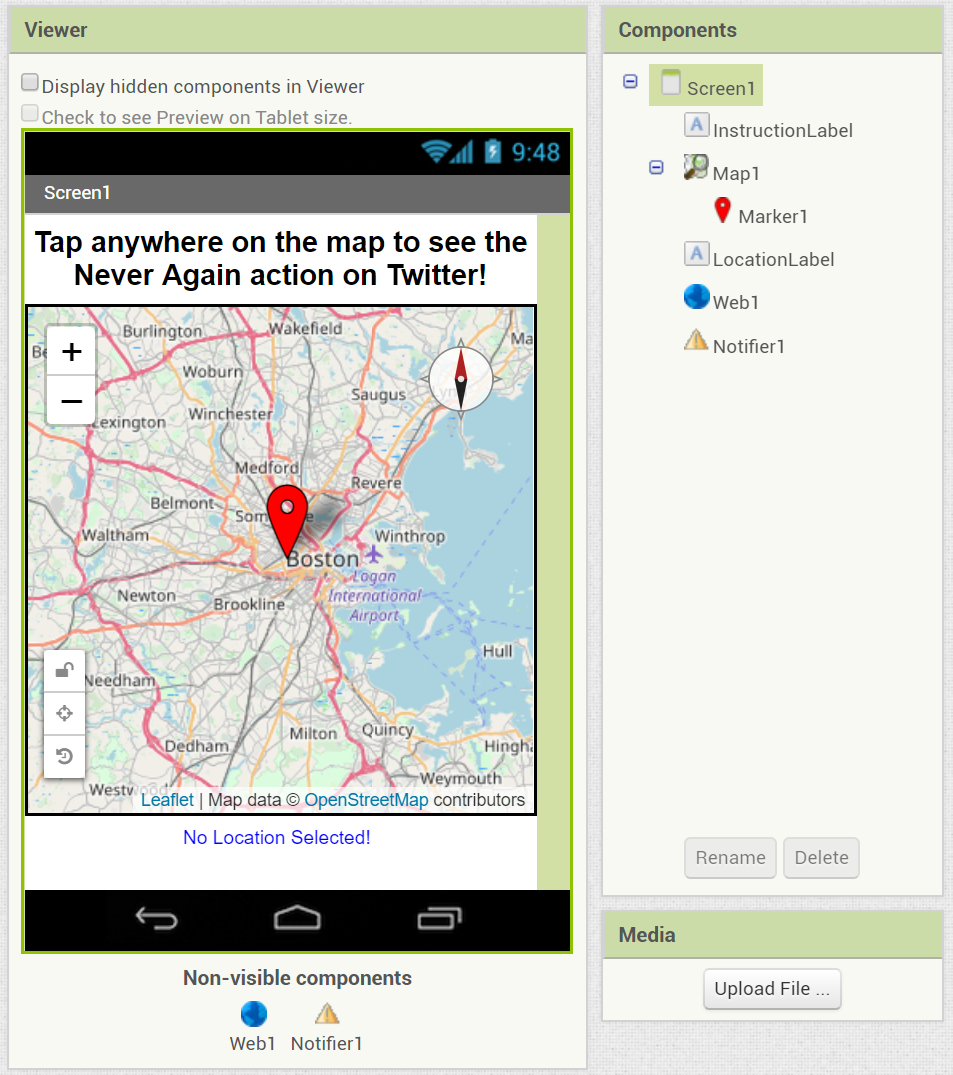 Viewer
Display hidden components in Viewer
Check to see Preview on Tablet size.
9:48
Screen1
Tap anywhere on the map to see the
Never Again action on Twitter!
+
−
Burlington
Wakefield
Woburn
Saugus
Lexington
Winchester
Medford
Revere
Belmont
Waltham
Winthrop
Boston
Logan
International
Airport
Newton
Brookline
Hull
Needham
Milton
Quincy
Dedham
Weymouth
Leaflet | Map data © OpenStreetMap contributors
No Location Selected!
Non-visible components
Web1 Notifier1
Components
Screen1
A InstructionLabel
Map1
Marker1
A LocationLabel
Web1
Notifier1
Rename Delete
Media
Upload File ...